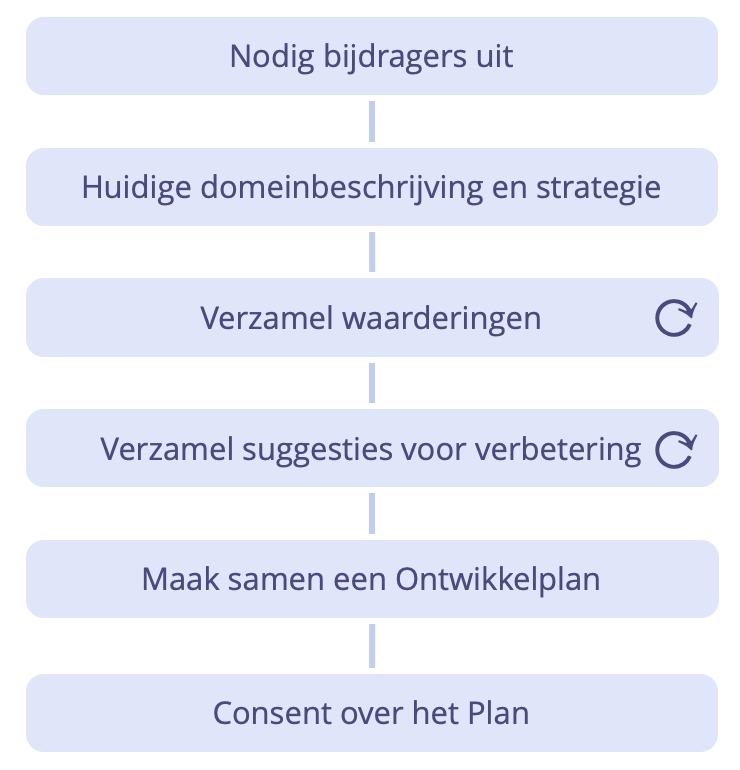 Nodig bijdragers uit
Huidige domeinbeschrijving en strategie
Verzamel waarderingen
Verzamel suggesties voor verbetering
Maak samen een Ontwikkelplan
Consent over het Plan